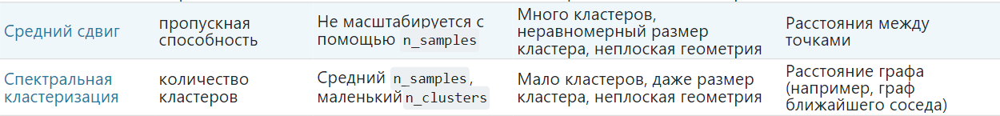 Средний сдвиг
пропускная
способность
Не масштабируется с
помощью n_samples
Много кластеров,
неравномерный размер
кластера, неплоская геометрия
Расстояния между
точками
Спектральная
кластеризация
количество
кластеров
Средний n_samples,
маленький n_clusters
Мало кластеров, даже размер
кластера, неплоская геометрия
Расстояние графа
(например, граф
ближайшего соседа)